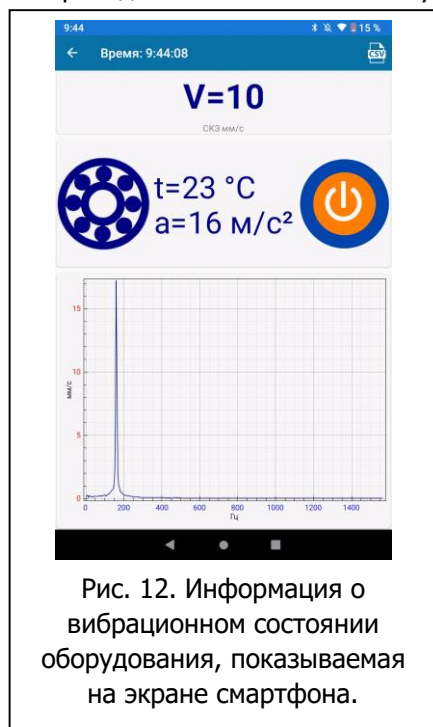 9:44 15 %
Время: 9:44:08 CSV
V=10
СКЗ мм/с
t=23 °C
a=16 м/с²
15
10
мм/с
5
0
0 200 400 600 800 1000 1200 1400
Гц
Рис. 12. Информация о
вибрационном состоянии
оборудования, показываемая
на экране смартфона.